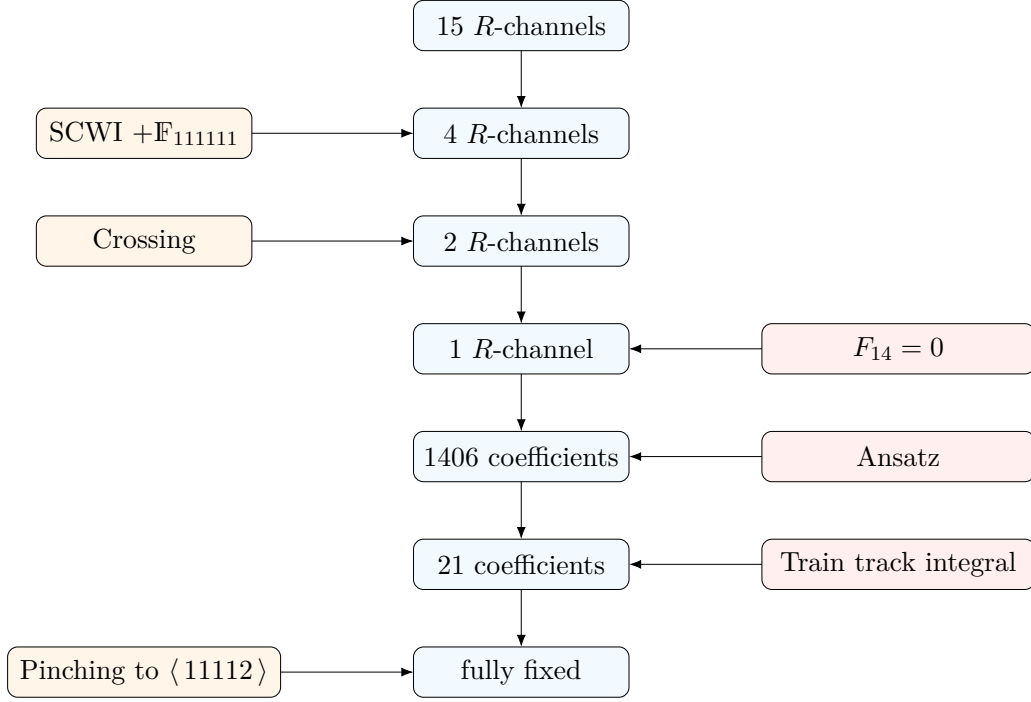 15 R-channels
SCWI +𝔽₁₁₁₁₁₁
4 R-channels
Crossing
2 R-channels
1 R-channel
F₁₄ = 0
1406 coefficients
Ansatz
21 coefficients
Train track integral
Pinching to ⟨11112⟩
fully fixed